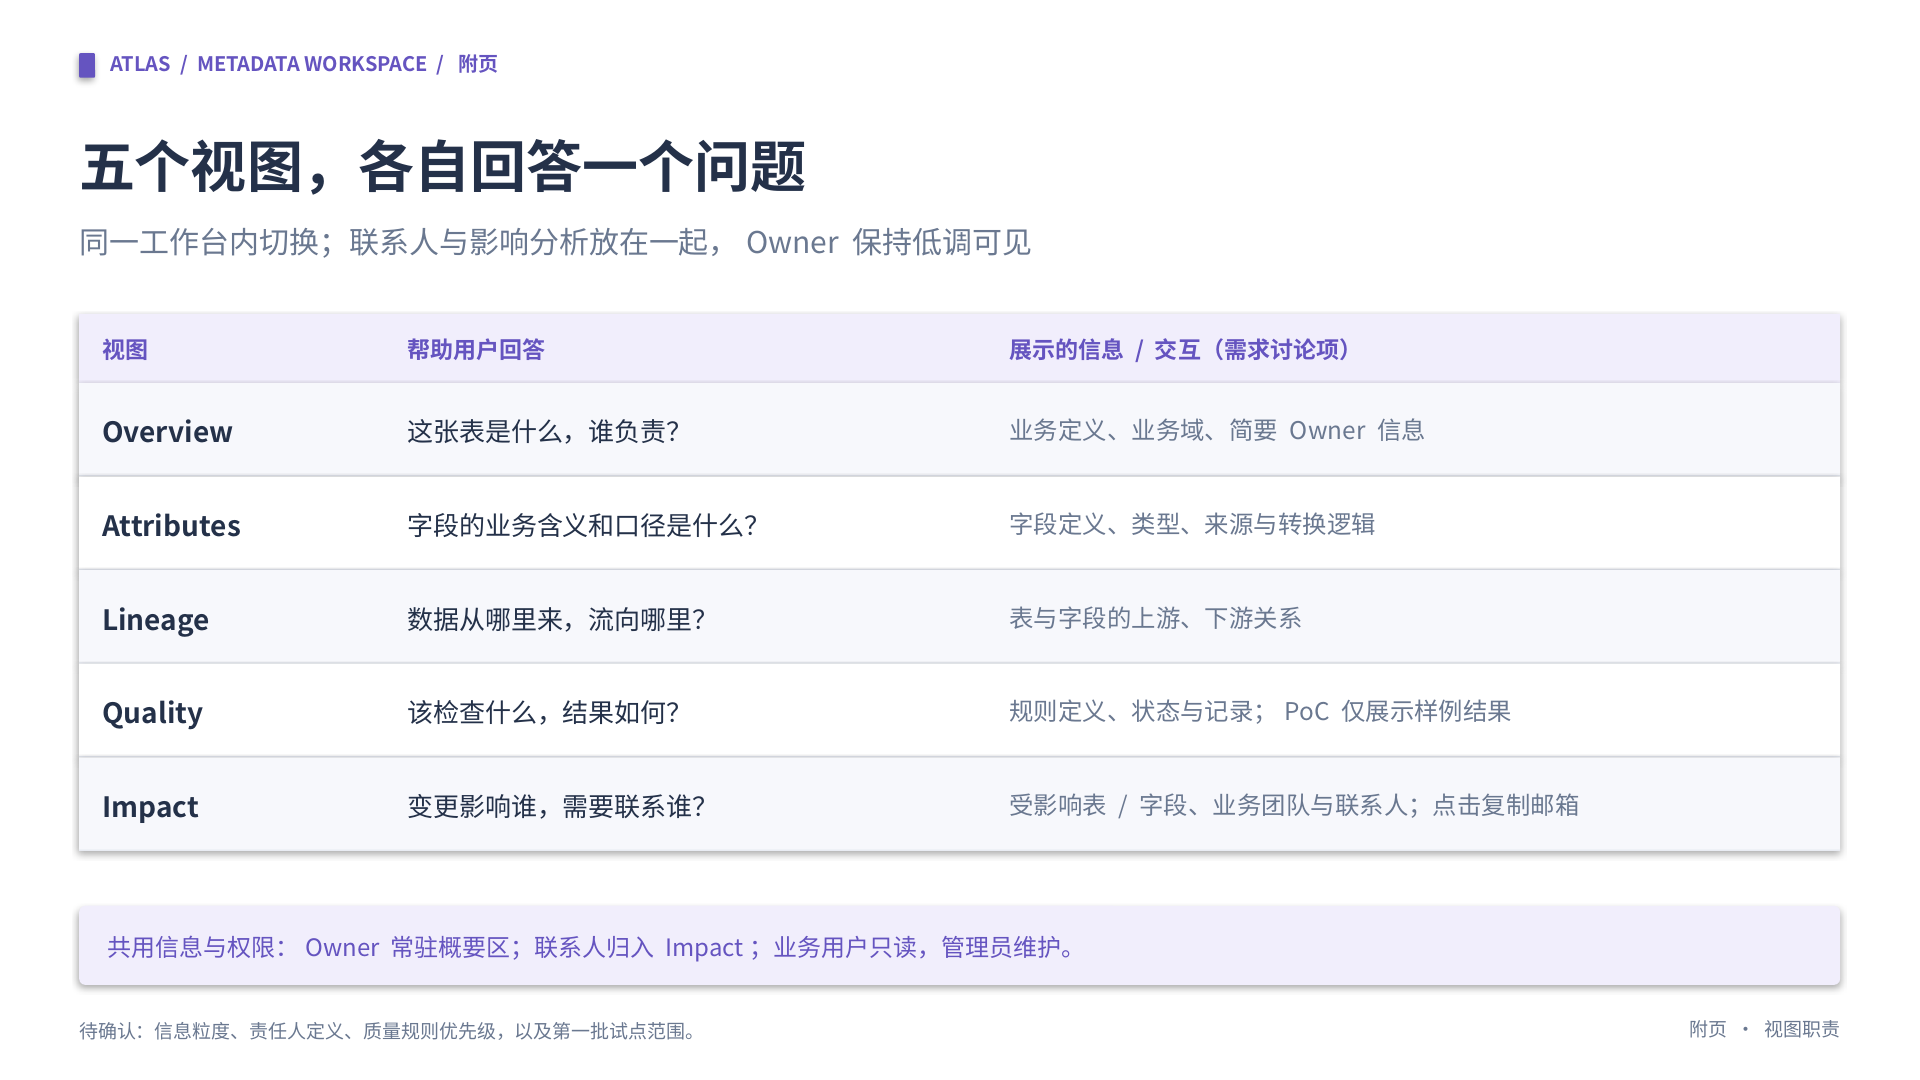 ATLAS / METADATA WORKSPACE / 附页
五个视图，各自回答一个问题
同一工作台内切换；联系人与影响分析放在一起， Owner 保持低调可见
视图 帮助用户回答 展示的信息 / 交互（需求讨论项）
Overview 这张表是什么，谁负责？ 业务定义、业务域、简要 Owner 信息
Attributes 字段的业务含义和口径是什么？ 字段定义、类型、来源与转换逻辑
Lineage 数据从哪里来，流向哪里？ 表与字段的上游、下游关系
Quality 该检查什么，结果如何？ 规则定义、状态与记录； PoC 仅展示样例结果
Impact 变更影响谁，需要联系谁？ 受影响表 / 字段、业务团队与联系人；点击复制邮箱
共用信息与权限： Owner 常驻概要区；联系人归入 Impact ；业务用户只读，管理员维护。
待确认：信息粒度、责任人定义、质量规则优先级，以及第一批试点范围。
附页 · 视图职责